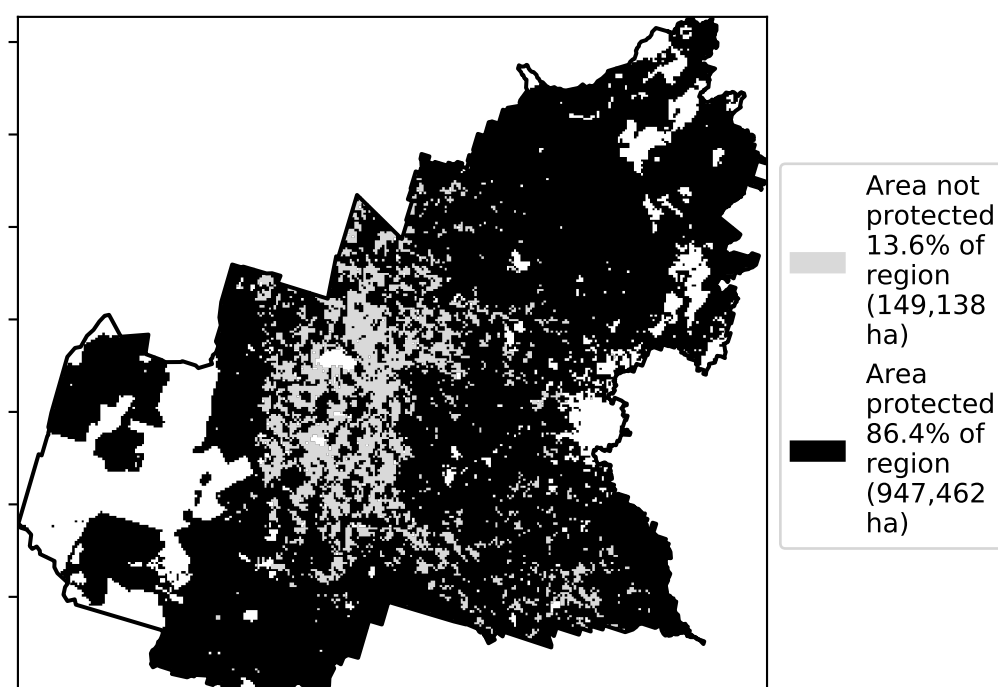 Area not
protected
13.6% of
region
(149,138
ha)
Area
protected
86.4% of
region
(947,462
ha)